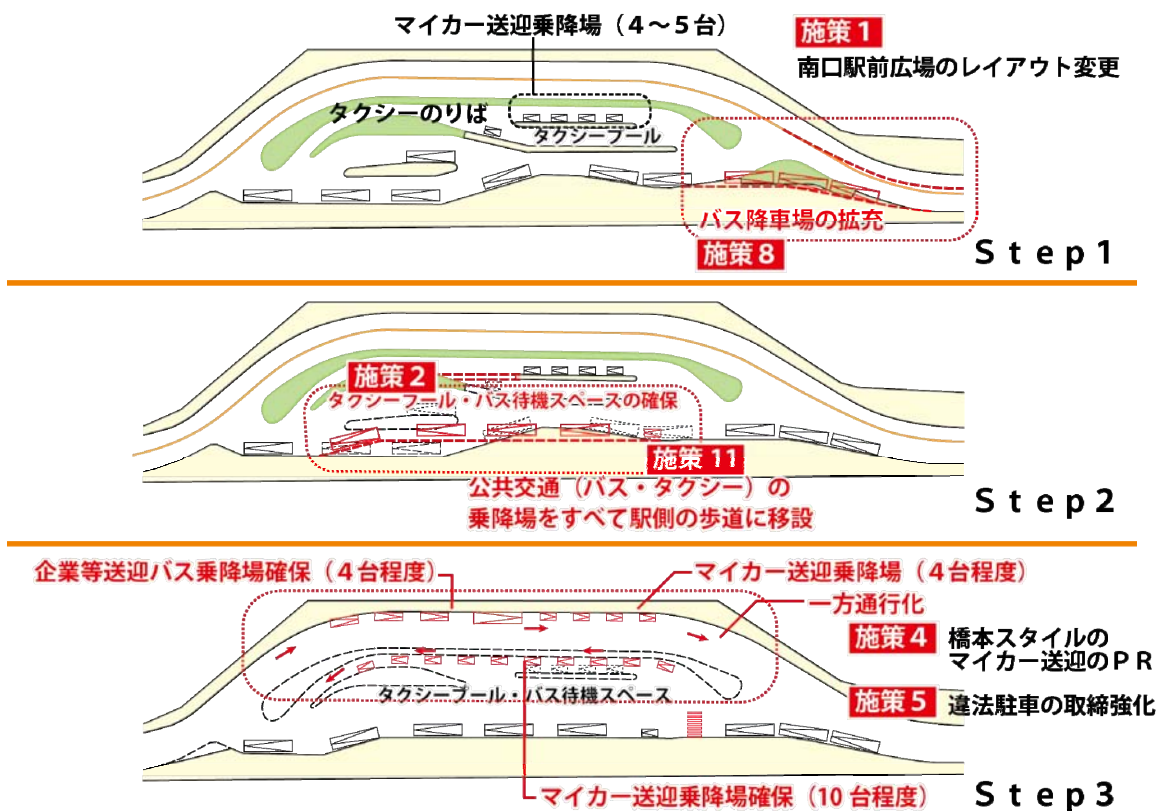 マイカー送迎乗降場（４～５台）
施策1
南口駅前広場のレイアウト変更
タクシーのりば
タクシープール
バス降車場の拡充
施策8
Ｓｔｅｐ1
施策2
タクシープール・バス待機スペースの確保
施策11
公共交通（バス・タクシー）の
乗降場をすべて駅側の歩道に移設
Ｓｔｅｐ2
企業等送迎バス乗降場確保（４台程度）
マイカー送迎乗降場（４台程度）
一方通行化
施策4
橋本スタイルの
マイカー送迎のＰＲ
タクシープール・バス待機スペース
施策5
違法駐車の取締強化
マイカー送迎乗降場確保（10台程度）
Ｓｔｅｐ3